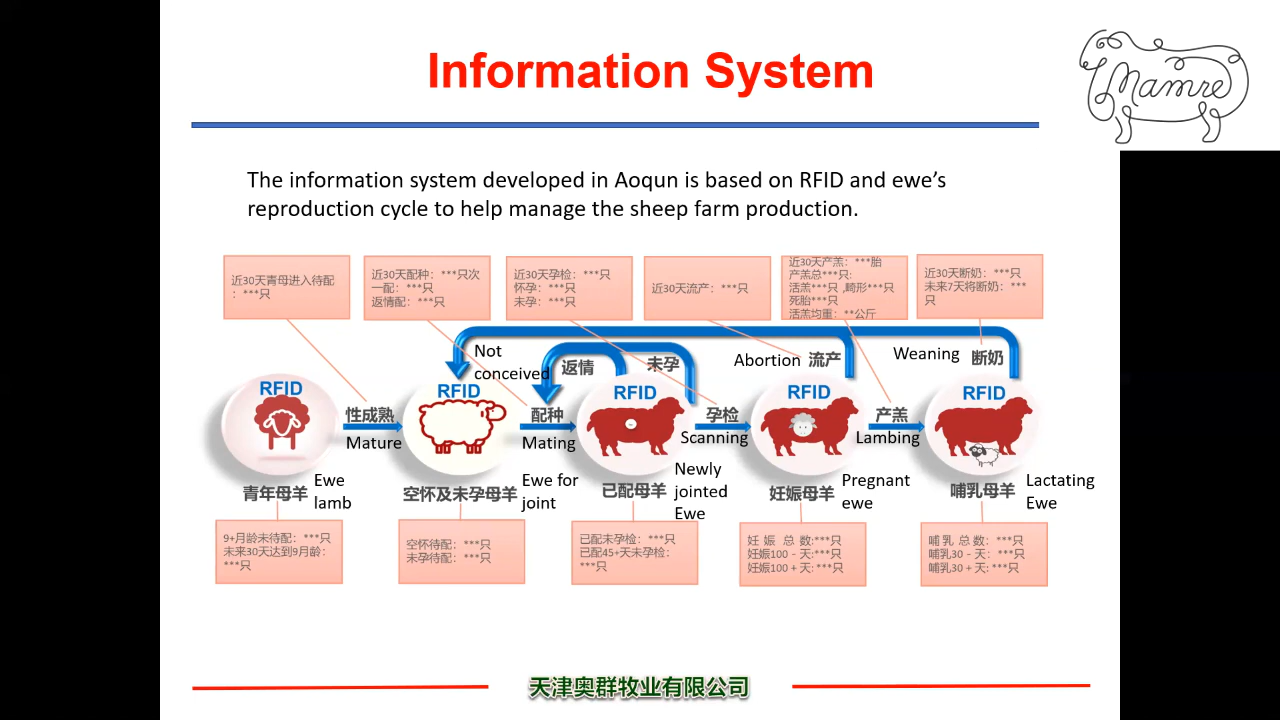 Information System
Mamre
The information system developed in Aoqun is based on RFID and ewe's
reproduction cycle to help manage the sheep farm production.
近30天青母进入待配
：***只
近30天配种：***只次
一配：***只
返情配：***只
近30天孕检：***只
怀孕：***只
未孕：***只
近30天流产：***只
近30天产羔：***胎
产羔总***只:
活羔***只 ,畸形***只
死胎***只
活羔均重：**公斤
近30天断奶：***只
未来7天将断奶：***
只
Not
conceived
返情
未孕
Abortion 流产
Weaning 断奶
RFID
RFID
RFID
RFID
RFID
性成熟
Mature
配种
Mating
孕检
Scanning
产羔
Lambing
青年母羊
Ewe
lamb
空怀及未孕母羊
Ewe for
joint
已配母羊
Newly
jointed
Ewe
妊娠母羊
Pregnant
ewe
哺乳母羊
Lactating
Ewe
9+月龄未待配：***只
未来30天达到9月龄：
***只
空怀待配：***只
未孕待配：***只
已配未孕检：***只
已配45+天未孕检：
***只
妊 娠 总 数:***只
妊娠100 - 天:***只
妊娠100 + 天: ***只
哺 乳 总 数：***只
哺乳30 - 天： ***只
哺乳30 + 天: ***只
天津奥群牧业有限公司